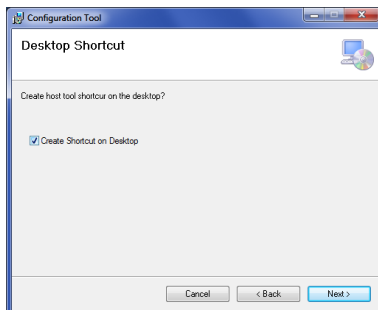 Configuration Tool
Desktop Shortcut
Create host tool shortcur on the desktop?
Create Shortcut on Desktop
Cancel
< Back
Next >